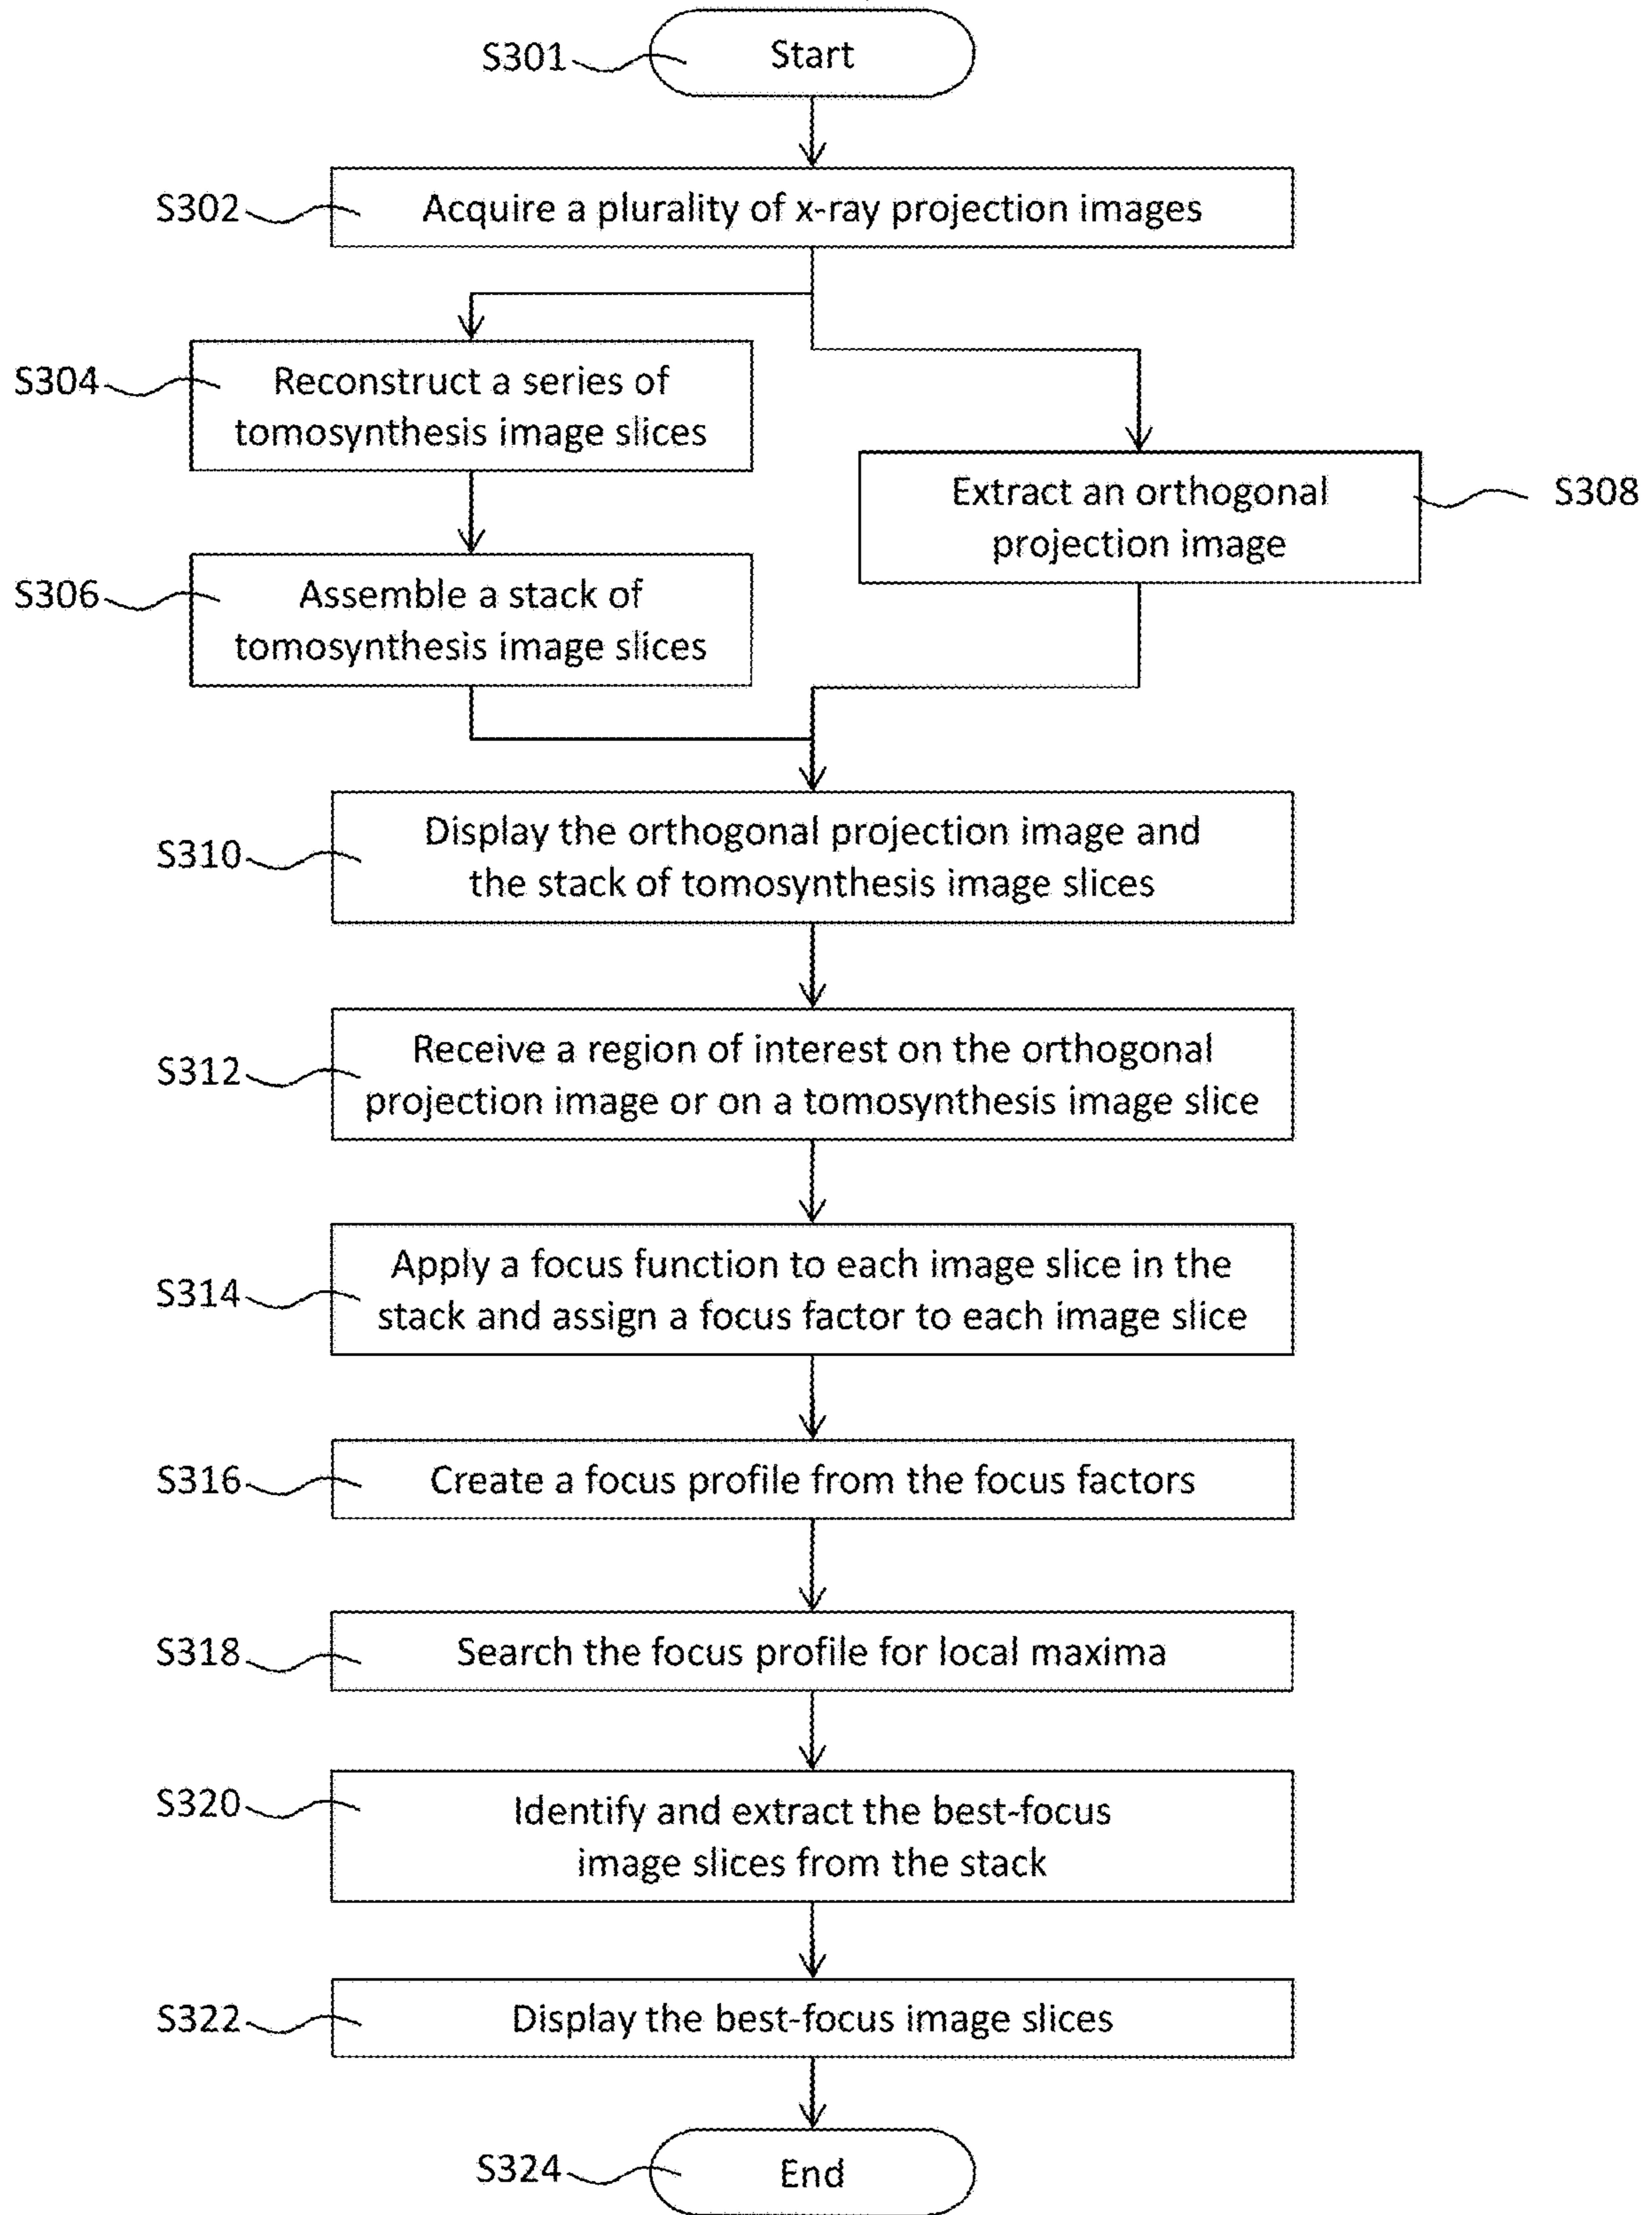 S301
Start
S302
Acquire a plurality of x-ray projection images
S304
Reconstruct a series of
tomosynthesis image slices
Extract an orthogonal
projection image
S308
S306
Assemble a stack of
tomosynthesis image slices
S310
Display the orthogonal projection image and
the stack of tomosynthesis image slices
S312
Receive a region of interest on the orthogonal
projection image or on a tomosynthesis image slice
S314
Apply a focus function to each image slice in the
stack and assign a focus factor to each image slice
S316
Create a focus profile from the focus factors
S318
Search the focus profile for local maxima
S320
Identify and extract the best-focus
image slices from the stack
S322
Display the best-focus image slices
S324
End